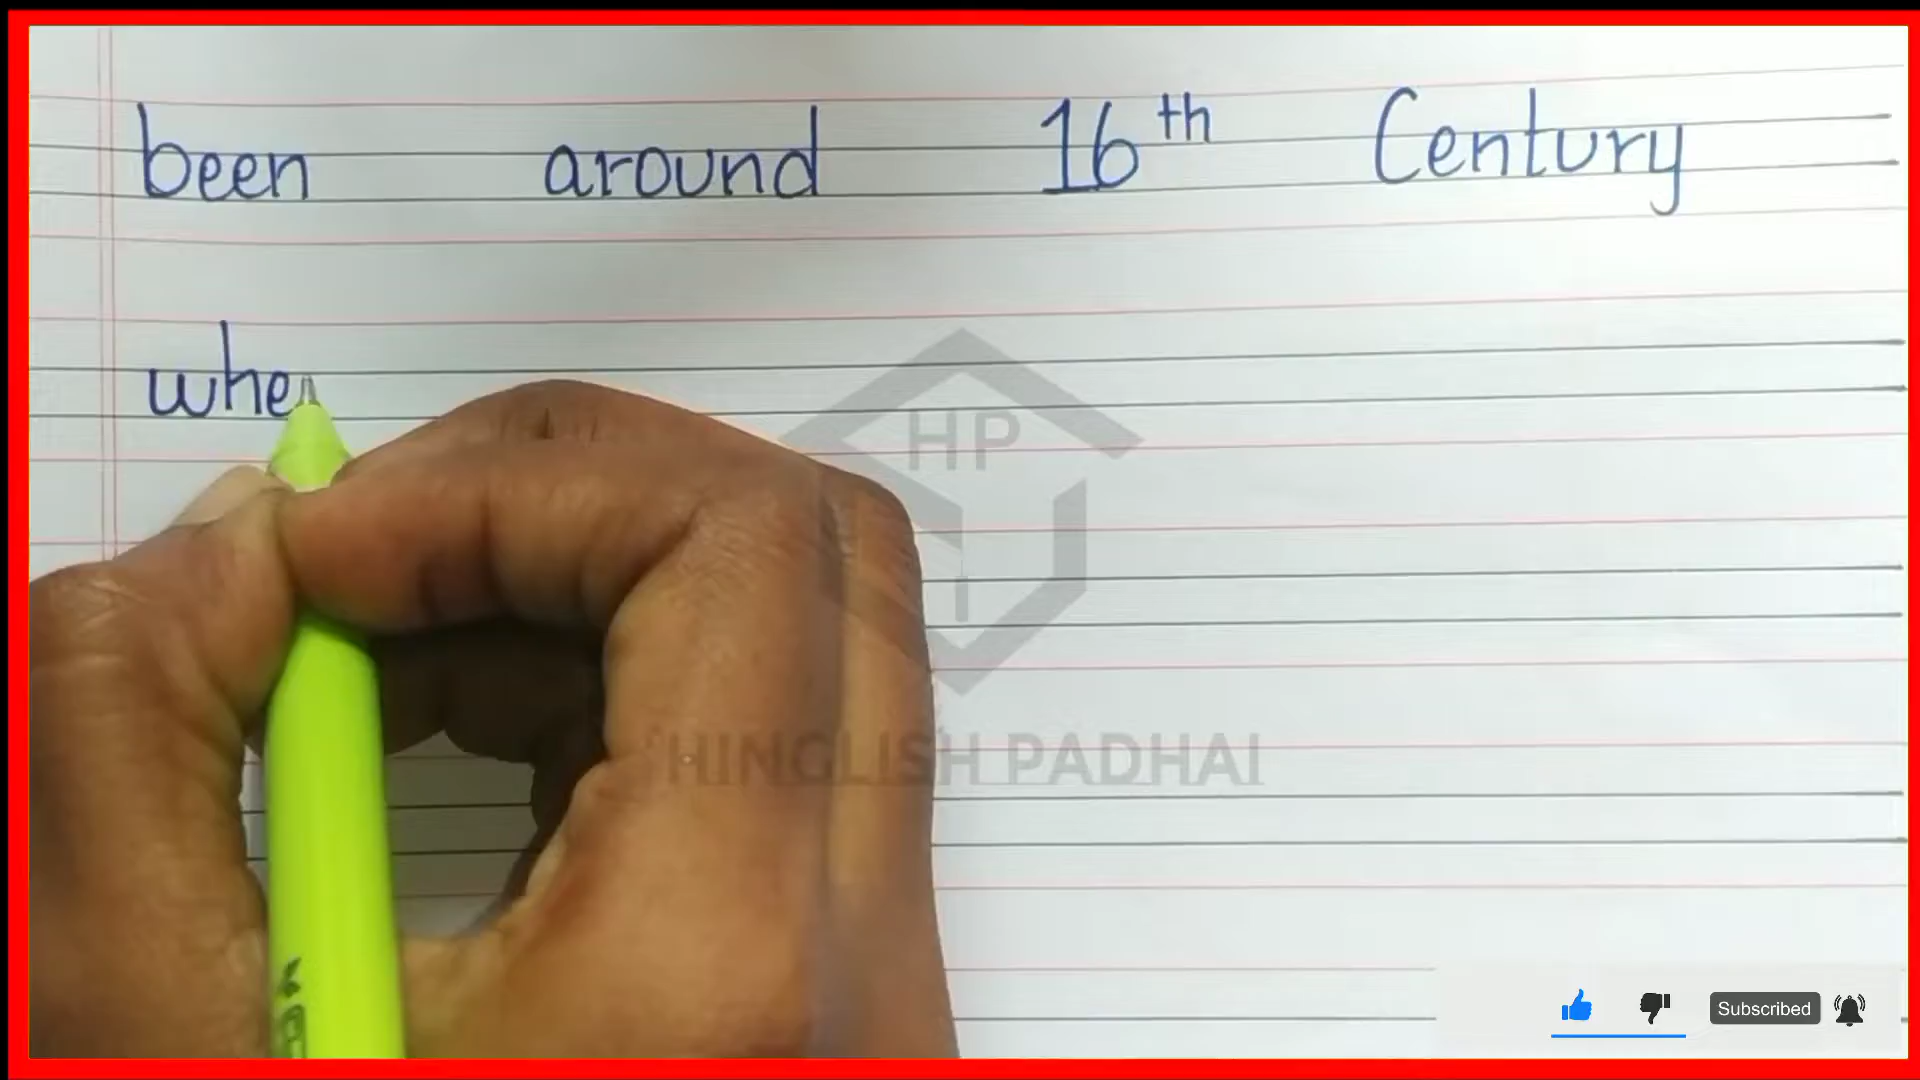 been around 16th Century
whe
HP
I
HINGLISH PADHAI
Subscribed